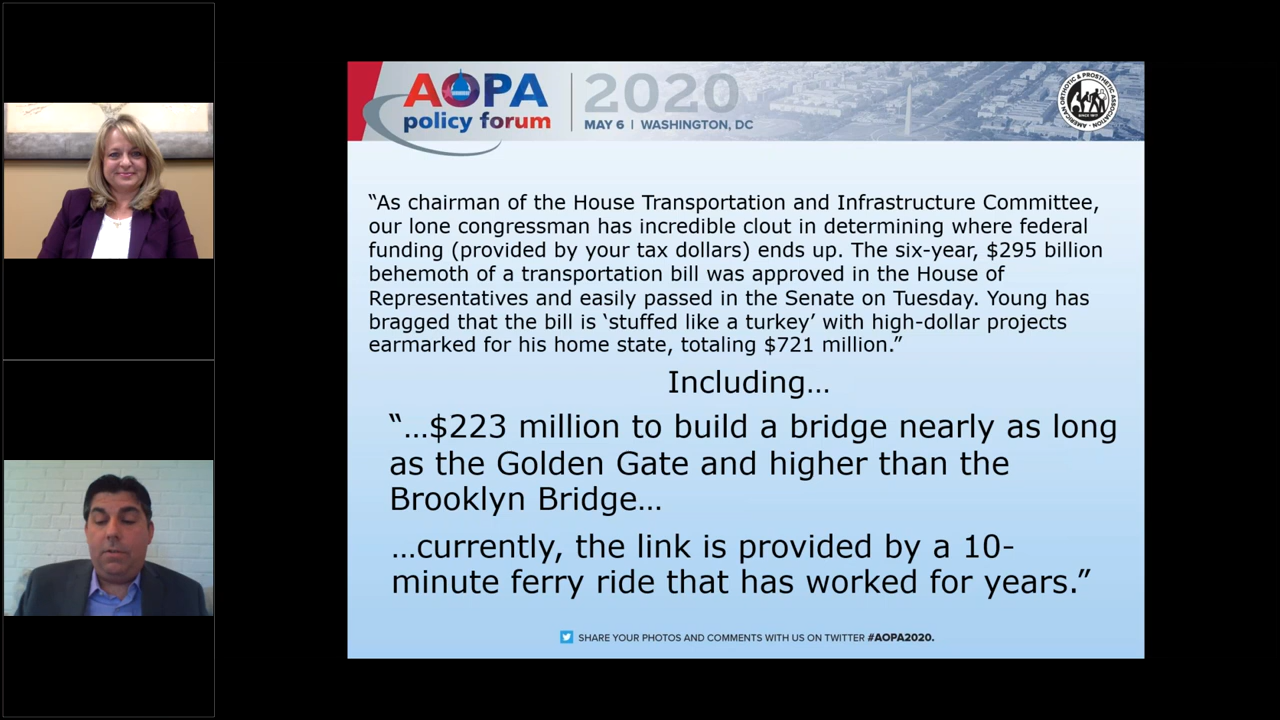 AOPA
policy forum
2020
MAY 6 | WASHINGTON, DC
AMERICAN ORTHOTIC & PROSTHETIC ASSOCIATION
“As chairman of the House Transportation and Infrastructure Committee,
our lone congressman has incredible clout in determining where federal
funding (provided by your tax dollars) ends up. The six-year, $295 billion
behemoth of a transportation bill was approved in the House of
Representatives and easily passed in the Senate on Tuesday. Young has
bragged that the bill is ‘stuffed like a turkey’ with high-dollar projects
earmarked for his home state, totaling $721 million.”
Including…
“…$223 million to build a bridge nearly as long
as the Golden Gate and higher than the
Brooklyn Bridge…
…currently, the link is provided by a 10-
minute ferry ride that has worked for years.”
SHARE YOUR PHOTOS AND COMMENTS WITH US ON TWITTER #AOPA2020.